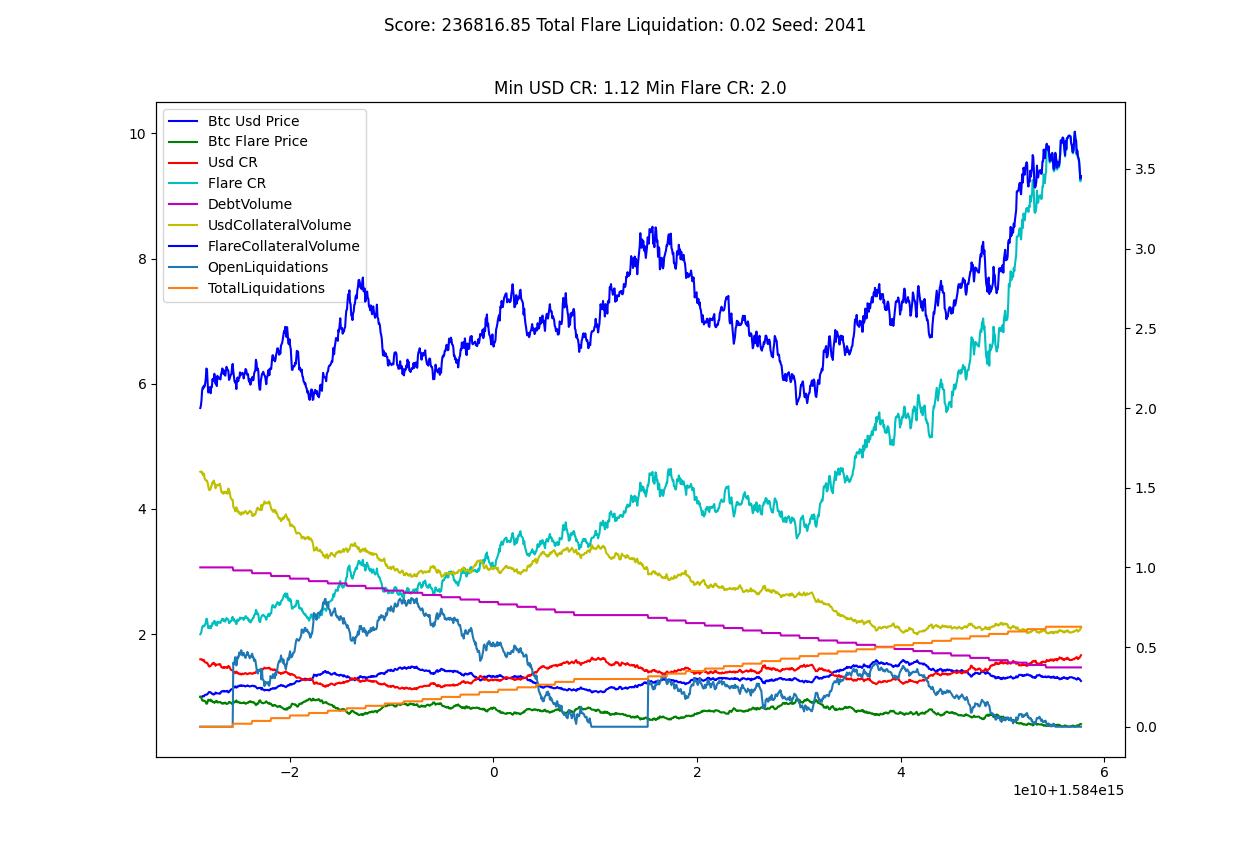 Score: 236816.85 Total Flare Liquidation: 0.02 Seed: 2041
Min USD CR: 1.12 Min Flare CR: 2.0
Btc Usd Price
Btc Flare Price
Usd CR
Flare CR
DebtVolume
UsdCollateralVolume
FlareCollateralVolume
OpenLiquidations
TotalLiquidations
10
8
6
4
2
3.5
3.0
2.5
2.0
1.5
1.0
0.5
0.0
−2 0 2 4 6
1e10+1.584e15